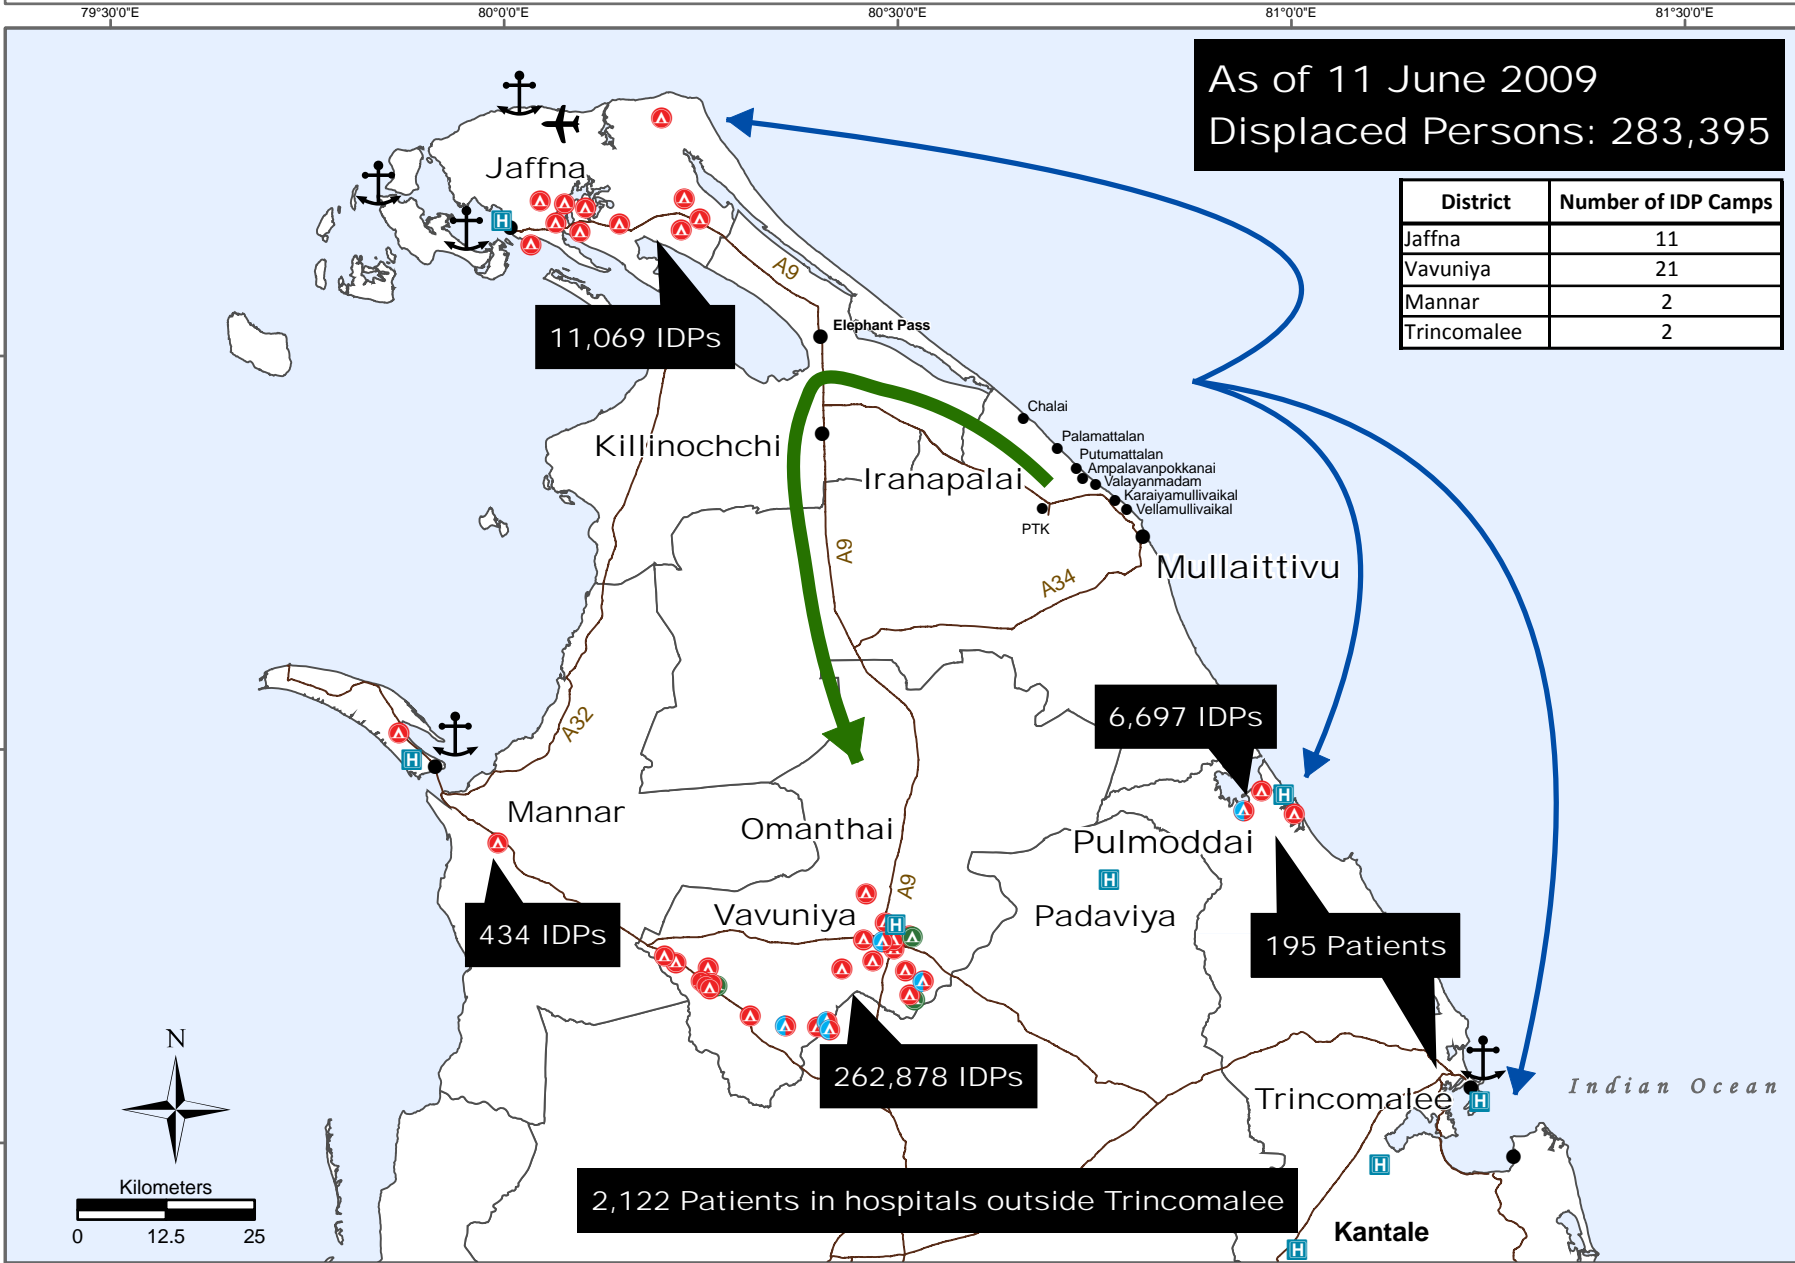 79°30'0"E
80°0'0"E
80°30'0"E
81°0'0"E
81°30'0"E
As of 11 June 2009
Displaced Persons: 283,395
District Number of IDP Camps
Jaffna 11
Vavuniya 21
Mannar 2
Trincomalee 2
Jaffna
H
A9
11,069 IDPs
Elephant Pass
Chalai
Killinochchi
Palamattalan
Putumattalan
Iranapalai
Ampalavanpokkanai
Valayanmadam
Karaiyamullivaikal
Vellamullivaikal
PTK
A9
Mullaittivu
A34
A32
6,697 IDPs
H
H
Mannar
Omanthai
Pulmoddai
H
A9
Vavuniya
H
Padaviya
434 IDPs
195 Patients
N
262,878 IDPs
Indian Ocean
Trincomalee
H
H
2,122 Patients in hospitals outside Trincomalee
Kilometers
0 12.5 25
Kantale
H